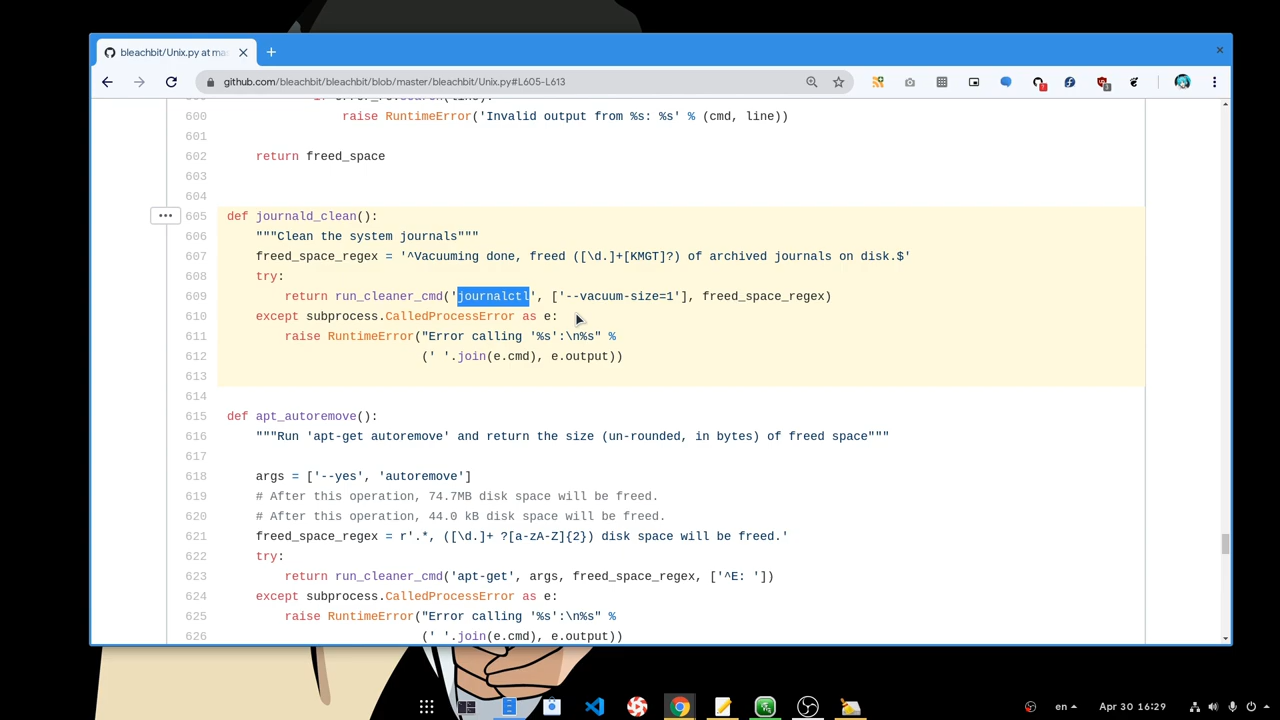 bleachbit/Unix.py at ma
github.com/bleachbit/bleachbit/blob/master/bleachbit/Unix.py#L605-L613
600 raise RuntimeError('Invalid output from %s: %s' % (cmd, line))
601
602 return freed_space
603
604
605 def journald_clean():
606 """Clean the system journals"""
607 freed_space_regex = '^Vacuuming done, freed ([\d.]+[KMGT]?) of archived journals on disk.$'
608 try:
609 return run_cleaner_cmd('journalctl', ['--vacuum-size=1'], freed_space_regex)
610 except subprocess.CalledProcessError as e:
611 raise RuntimeError("Error calling '%s':\n%s" %
612 (' '.join(e.cmd), e.output))
613
614
615 def apt_autoremove():
616 """Run 'apt-get autoremove' and return the size (un-rounded, in bytes) of freed space"""
617
618 args = ['--yes', 'autoremove']
619 # After this operation, 74.7MB disk space will be freed.
620 # After this operation, 44.0 kB disk space will be freed.
621 freed_space_regex = r'.*, ([\d.]+ ?[a-zA-Z]{2}) disk space will be freed.'
622 try:
623 return run_cleaner_cmd('apt-get', args, freed_space_regex, ['^E: '])
624 except subprocess.CalledProcessError as e:
625 raise RuntimeError("Error calling '%s':\n%s" %
626 (' '.join(e.cmd), e.output))
en Apr 30 16:29